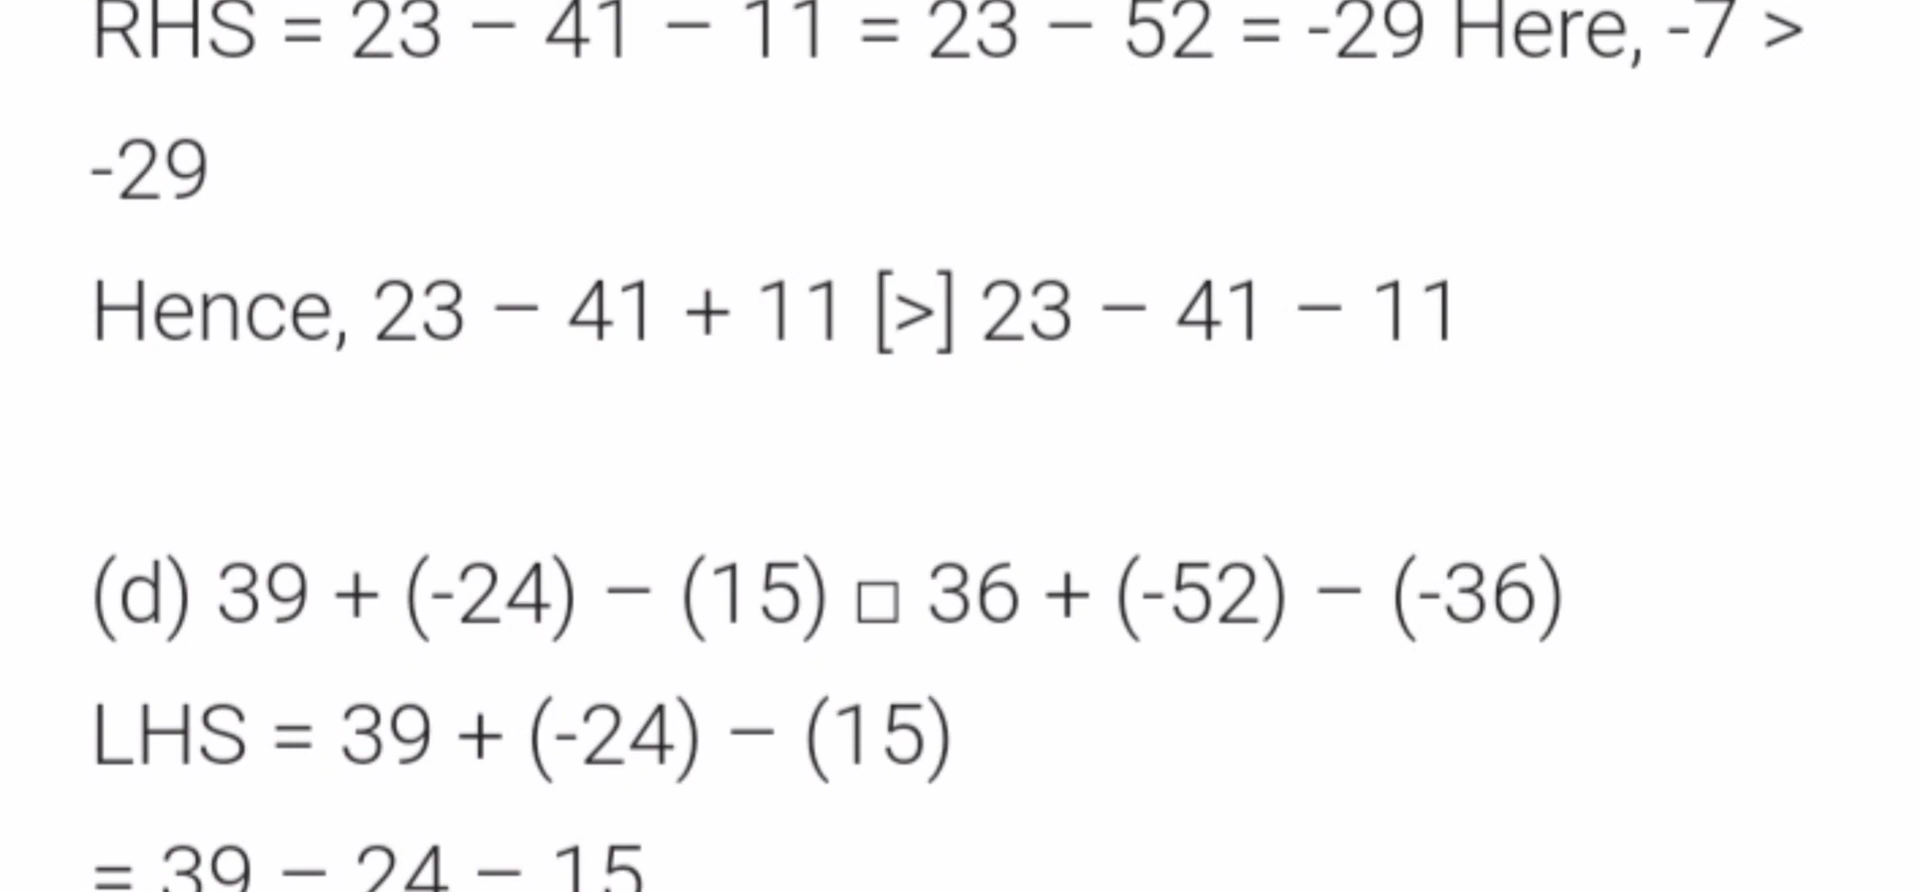 RHS = 23 – 41 – 11 = 23 – 52 = -29 Here, -7 >
-29
Hence, 23 – 41 + 11 [>] 23 – 41 – 11
(d) 39 + (-24) – (15) □ 36 + (-52) – (-36)
LHS = 39 + (-24) – (15)
= 39 – 24 – 15